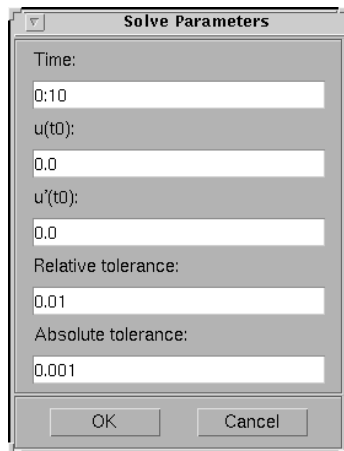 Solve Parameters
Time:
0:10
u(t0):
0.0
u'(t0):
0.0
Relative tolerance:
0.01
Absolute tolerance:
0.001
OK Cancel